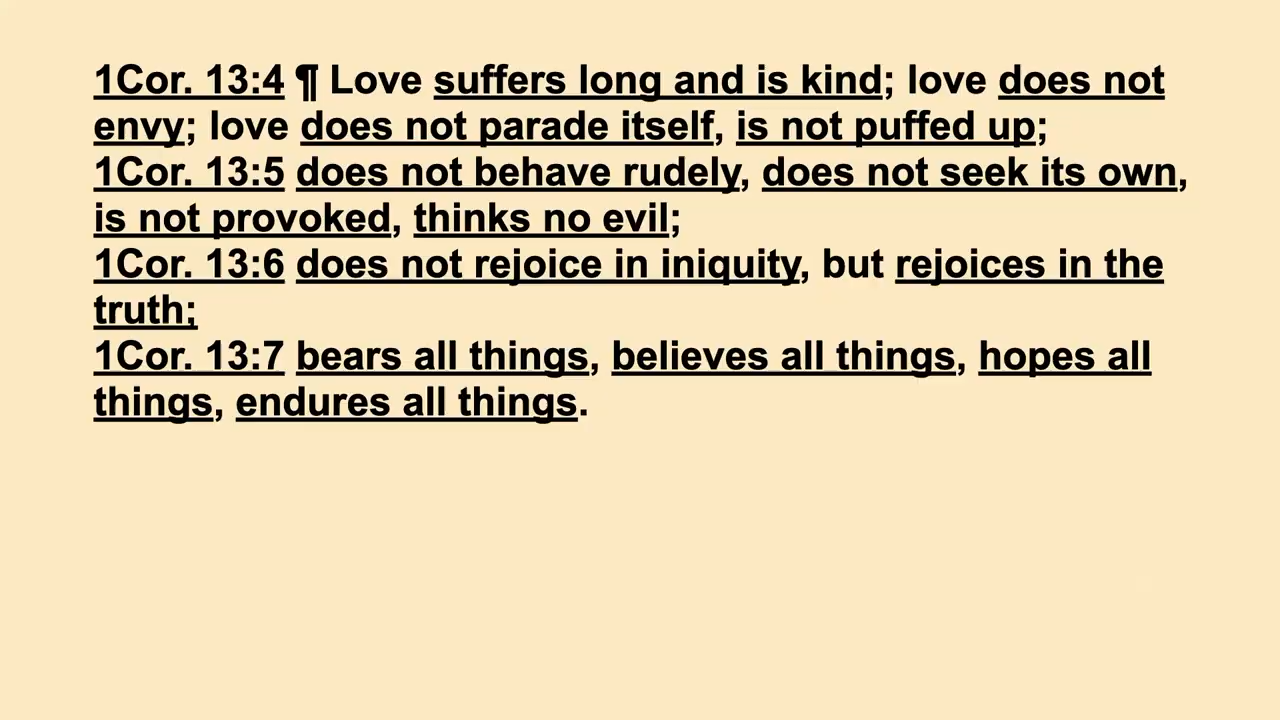 1Cor. 13:4 ¶ Love suffers long and is kind; love does not
envy; love does not parade itself, is not puffed up;
1Cor. 13:5 does not behave rudely, does not seek its own,
is not provoked, thinks no evil;
1Cor. 13:6 does not rejoice in iniquity, but rejoices in the
truth;
1Cor. 13:7 bears all things, believes all things, hopes all
things, endures all things.